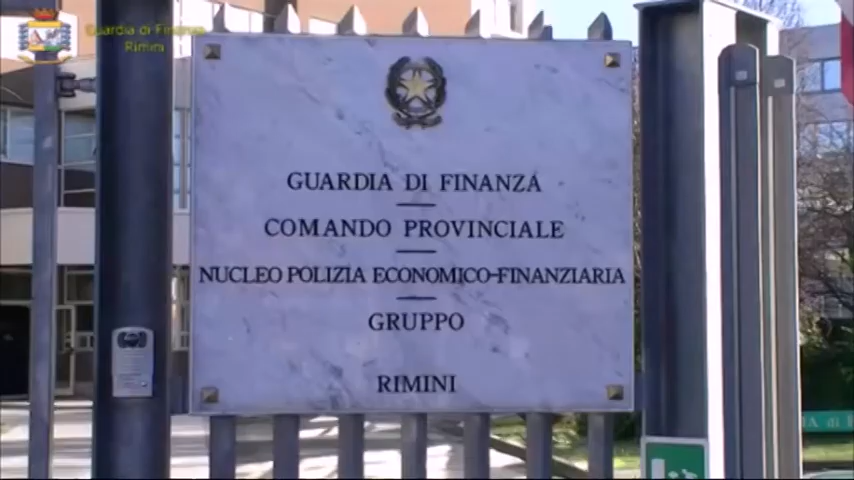 Guardia di Finanza
Rimini
GUARDIA DI FINANZA
COMANDO PROVINCIALE
NUCLEO POLIZIA ECONOMICO-FINANZIARIA
GRUPPO
RIMINI